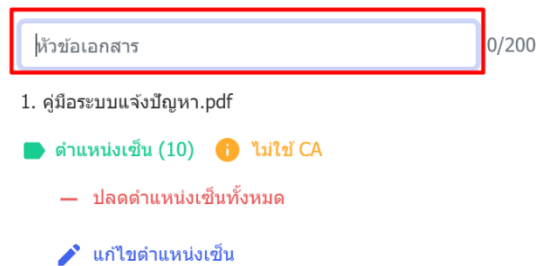 หัวข้อเอกสาร 0/200
1. คู่มือระบบแจ้งปัญหา.pdf
ตำแหน่งเซ็น (10) ไม่ใช้ CA
ปลดตำแหน่งเซ็นทั้งหมด
แก้ไขตำแหน่งเซ็น